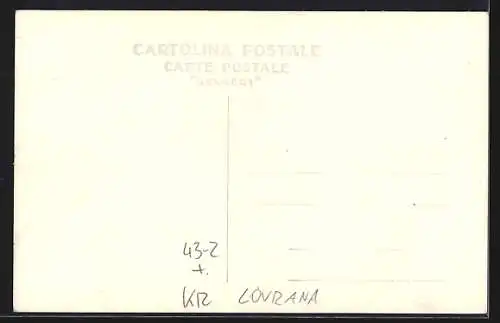 CARTOLINA POSTALE
CARTE POSTALE
43-2
+.
KR LOVRANA